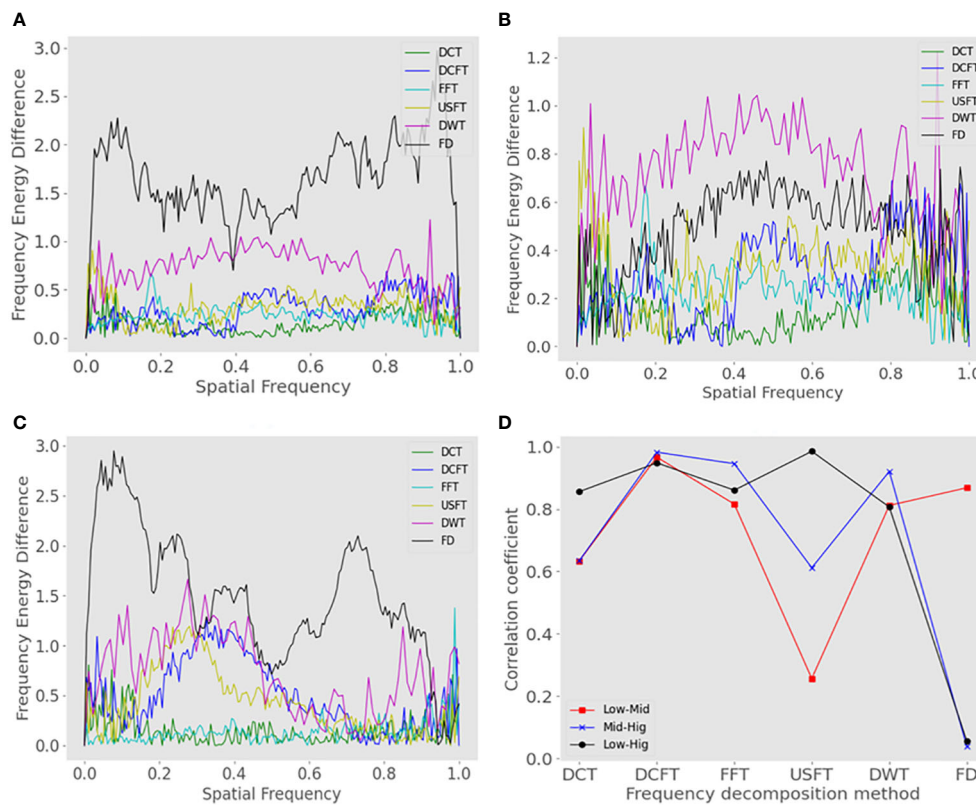 A
Frequency Energy Difference
3.0
2.5
2.0
1.5
1.0
0.5
0.0
DCT
DCFT
FFT
USFT
DWT
FD
0.0
0.2
0.4
0.6
0.8
1.0
Spatial Frequency
B
Frequency Energy Difference
1.2
1.0
0.8
0.6
0.4
0.2
0.0
DCT
DCFT
FFT
USFT
DWT
FD
0.0
0.2
0.4
0.6
0.8
1.0
Spatial Frequency
C
Frequency Energy Difference
3.0
2.5
2.0
1.5
1.0
0.5
0.0
DCT
DCFT
FFT
USFT
DWT
FD
0.0
0.2
0.4
0.6
0.8
1.0
Spatial Frequency
D
Correlation coefficient
1.0
0.8
0.6
0.4
0.2
0.0
Low-Mid
Mid-Hig
Low-Hig
DCT
DCFT
FFT
USFT
DWT
FD
Frequency decomposition method